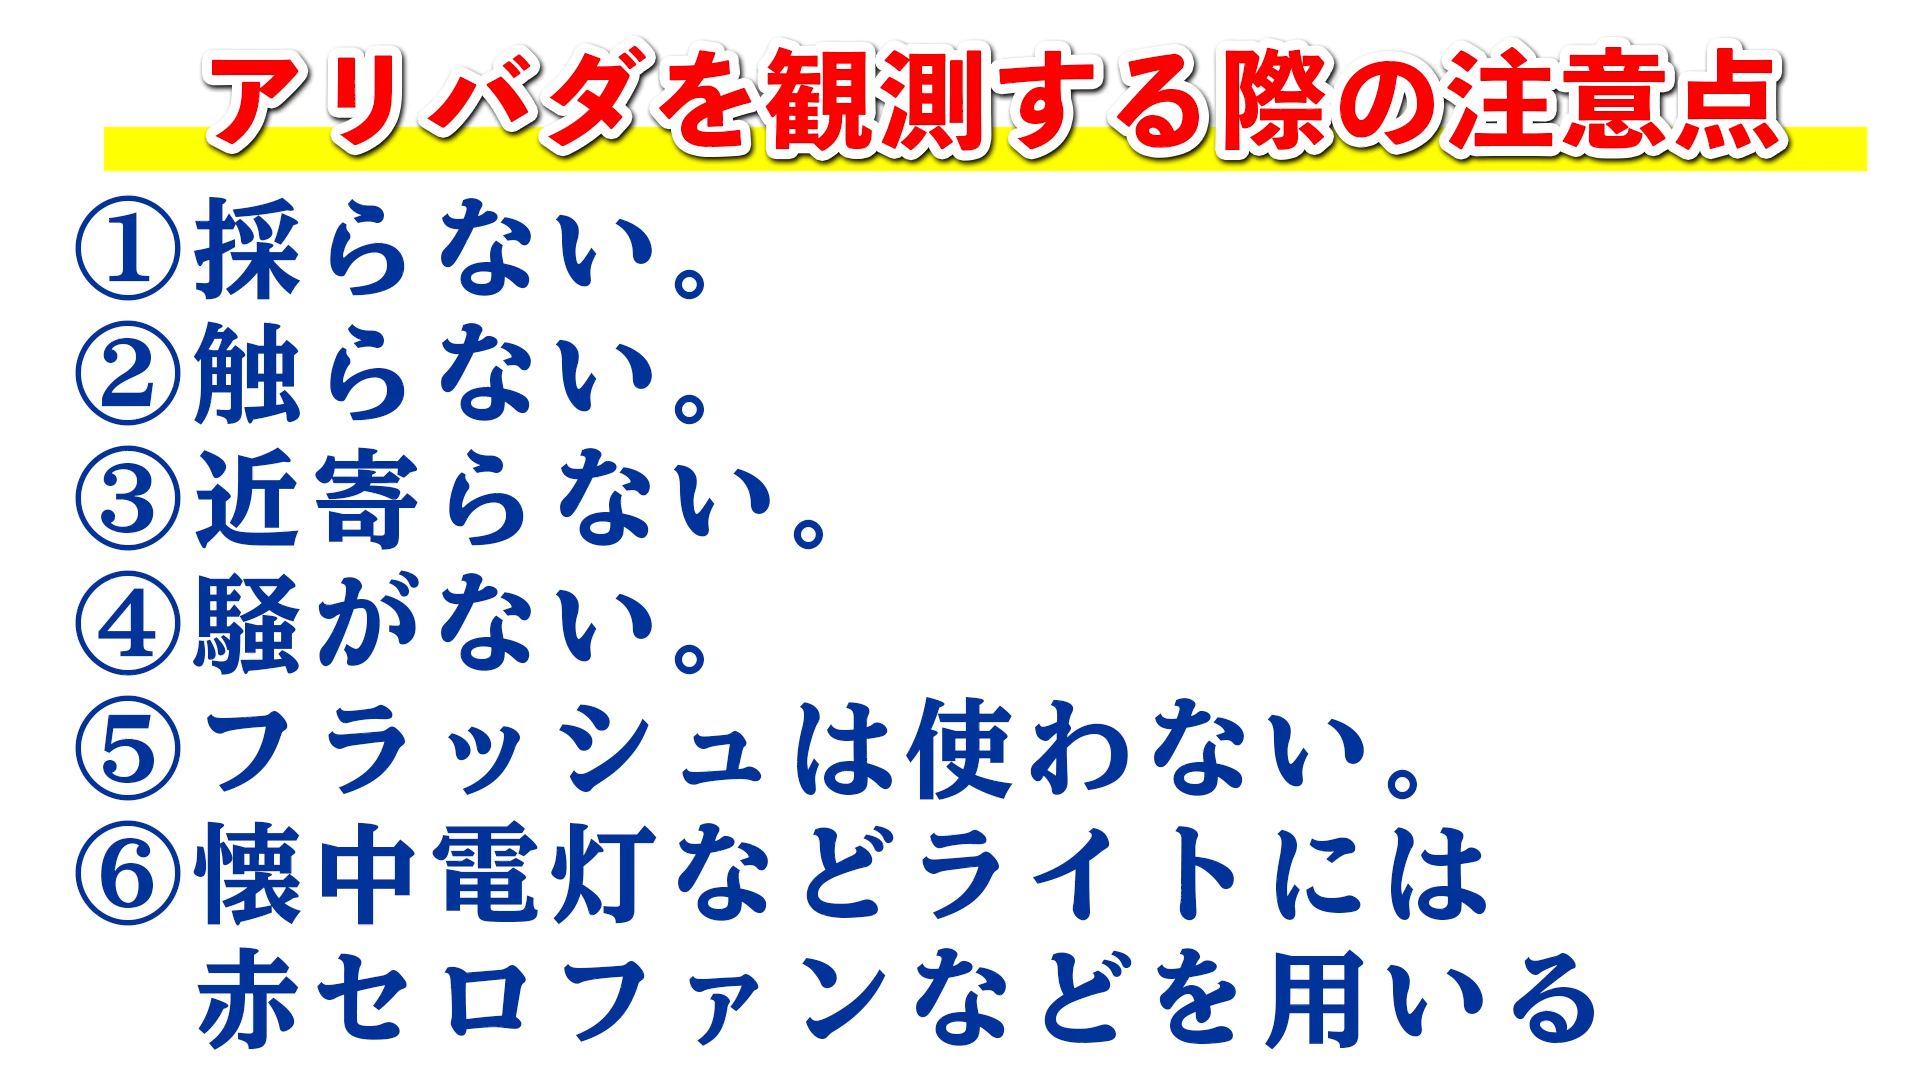 アリバダを観測する際の注意点
①採らない。
②触らない。
③近寄らない。
④騒がない。
⑤フラッシュは使わない。
⑥懐中電灯などライトには
赤セロファンなどを用いる